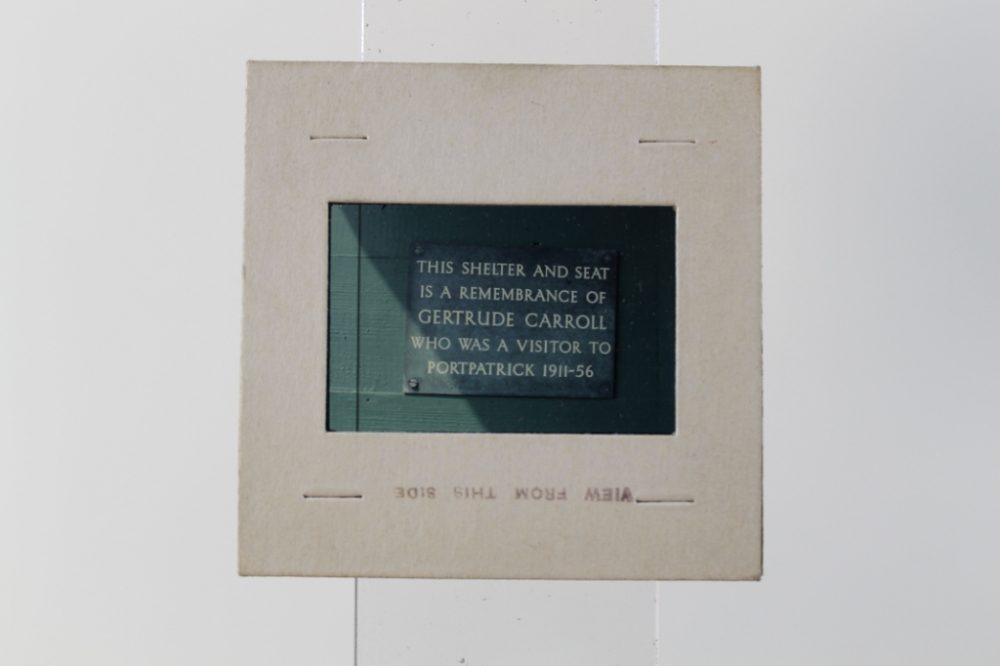 THIS SHELTER AND SEAT
IS A REMEMBRANCE OF
GERTRUDE CARROLL
WHO WAS A VISITOR TO
PORTPATRICK 1911-56
VIEW FROM THIS SIDE